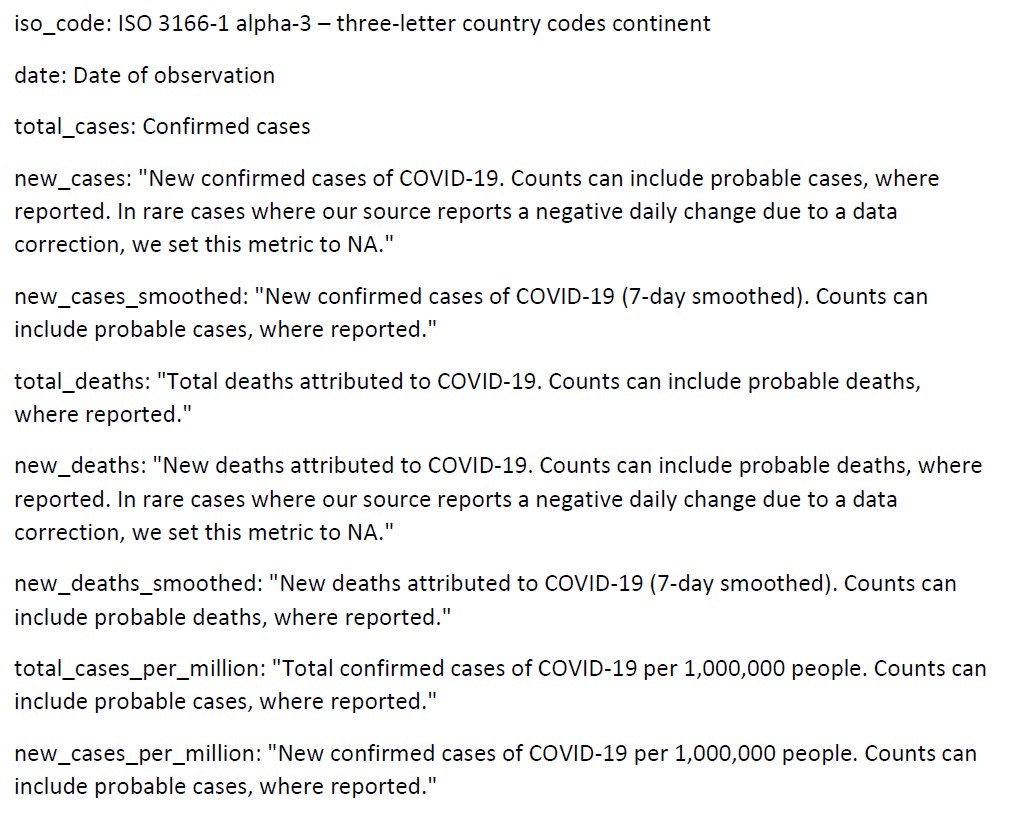 iso_code: ISO 3166-1 alpha-3 – three-letter country codes continent
date: Date of observation
total_cases: Confirmed cases
new_cases: "New confirmed cases of COVID-19. Counts can include probable cases, where
reported. In rare cases where our source reports a negative daily change due to a data
correction, we set this metric to NA."
new_cases_smoothed: "New confirmed cases of COVID-19 (7-day smoothed). Counts can
include probable cases, where reported."
total_deaths: "Total deaths attributed to COVID-19. Counts can include probable deaths,
where reported."
new_deaths: "New deaths attributed to COVID-19. Counts can include probable deaths, where
reported. In rare cases where our source reports a negative daily change due to a data
correction, we set this metric to NA."
new_deaths_smoothed: "New deaths attributed to COVID-19 (7-day smoothed). Counts can
include probable deaths, where reported."
total_cases_per_million: "Total confirmed cases of COVID-19 per 1,000,000 people. Counts can
include probable cases, where reported."
new_cases_per_million: "New confirmed cases of COVID-19 per 1,000,000 people. Counts can
include probable cases, where reported."